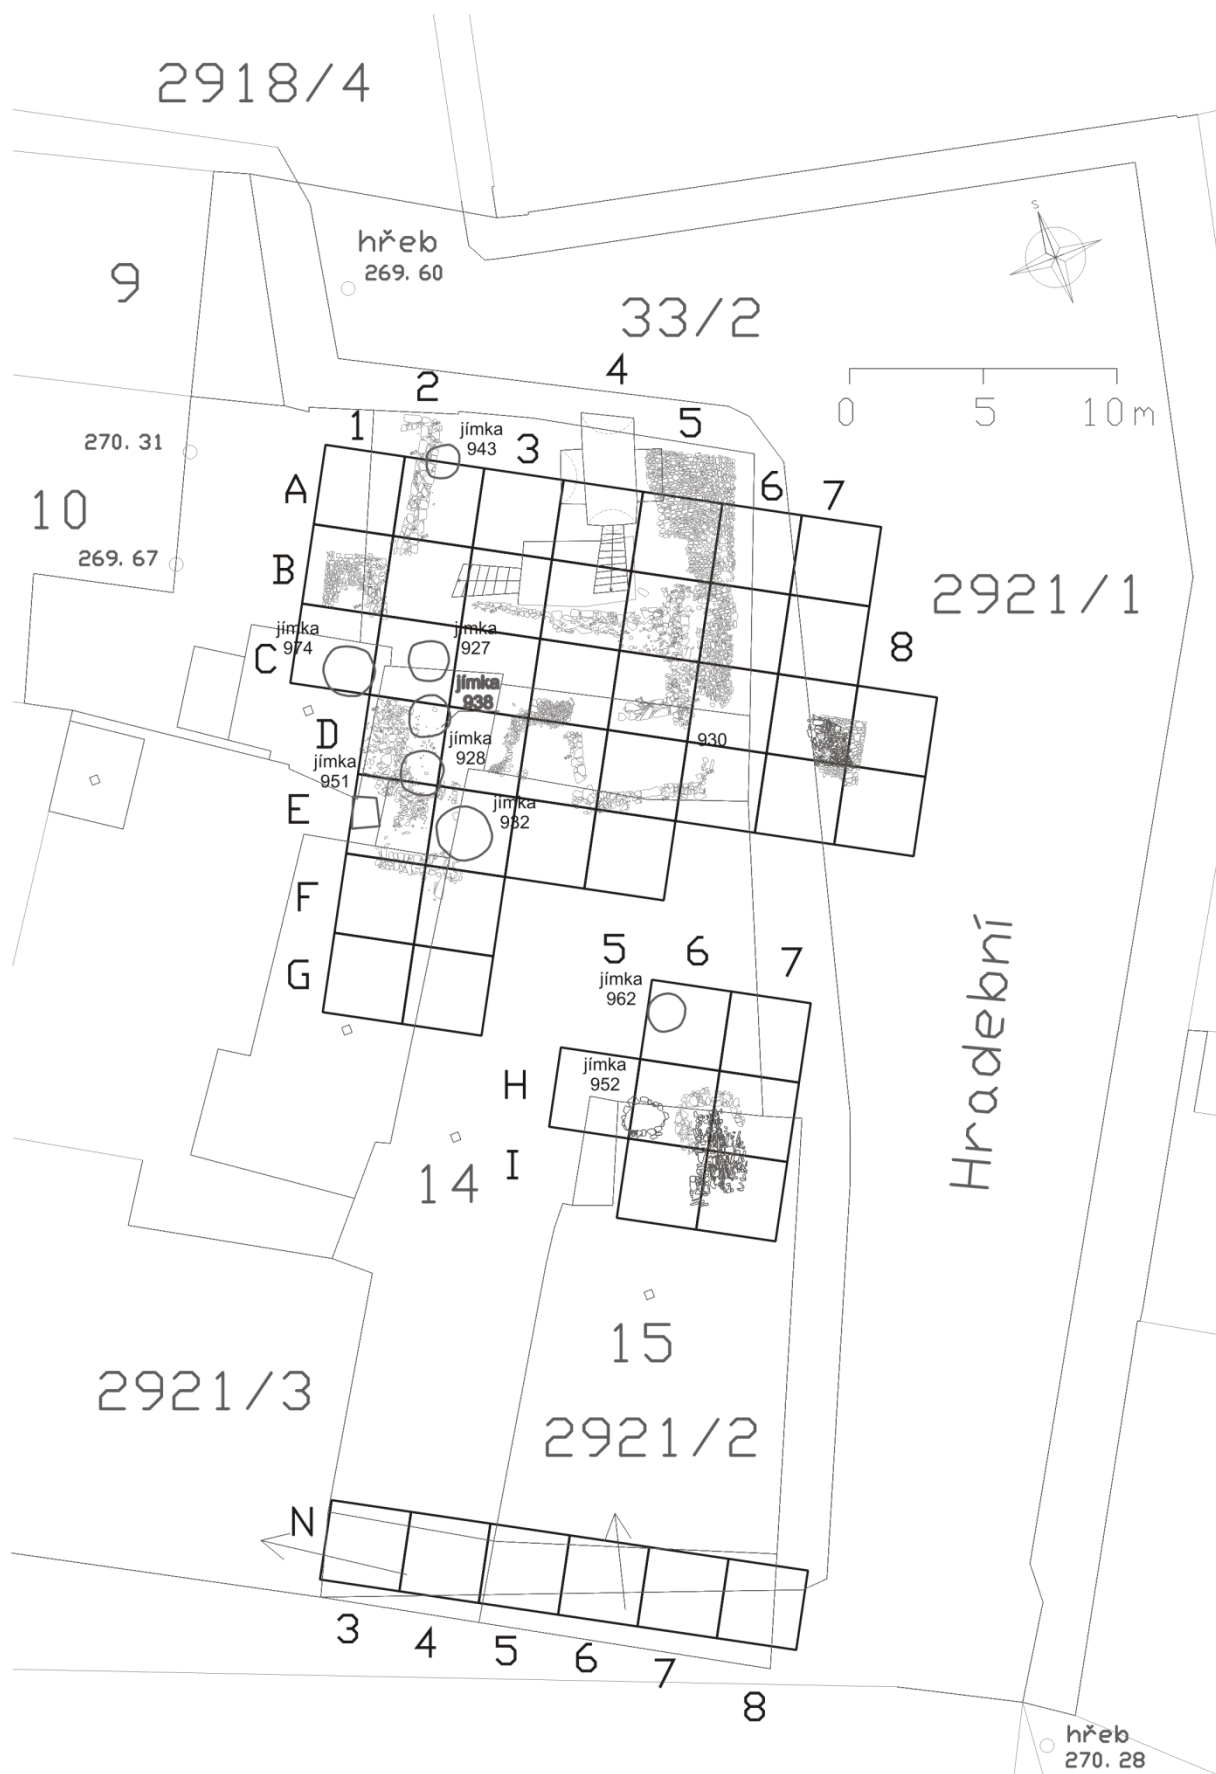 2918/4
hřeb
269. 60
9
S
33/2
4
2
0 5 10m
1
5
jímka
943
3
270. 31
6
7
A
10
269. 67
B
2921/1
jímka
974
jímka
927
8
C
jímka
938
D
jímka
928
930
jímka
951
jímka
932
E
F
5
6
7
G
jímka
962
Hradební
jímka
952
H
I
14
15
2921/3
2921/2
N
3
4
5
6
7
8
hřeb
270. 28